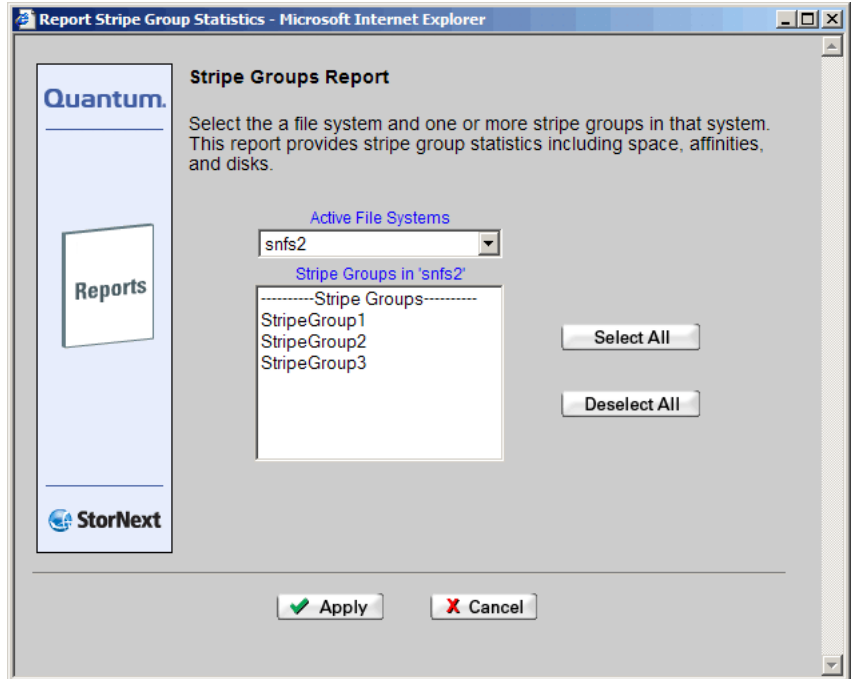 Report Stripe Group Statistics - Microsoft Internet Explorer
Quantum.
Stripe Groups Report
Select the a file system and one or more stripe groups in that system.
This report provides stripe group statistics including space, affinities,
and disks.
Active File Systems
snfs2
Stripe Groups in 'snfs2'
----------Stripe Groups----------
StripeGroup1
StripeGroup2
StripeGroup3
Select All
Deselect All
Reports
StorNext
Apply
X Cancel